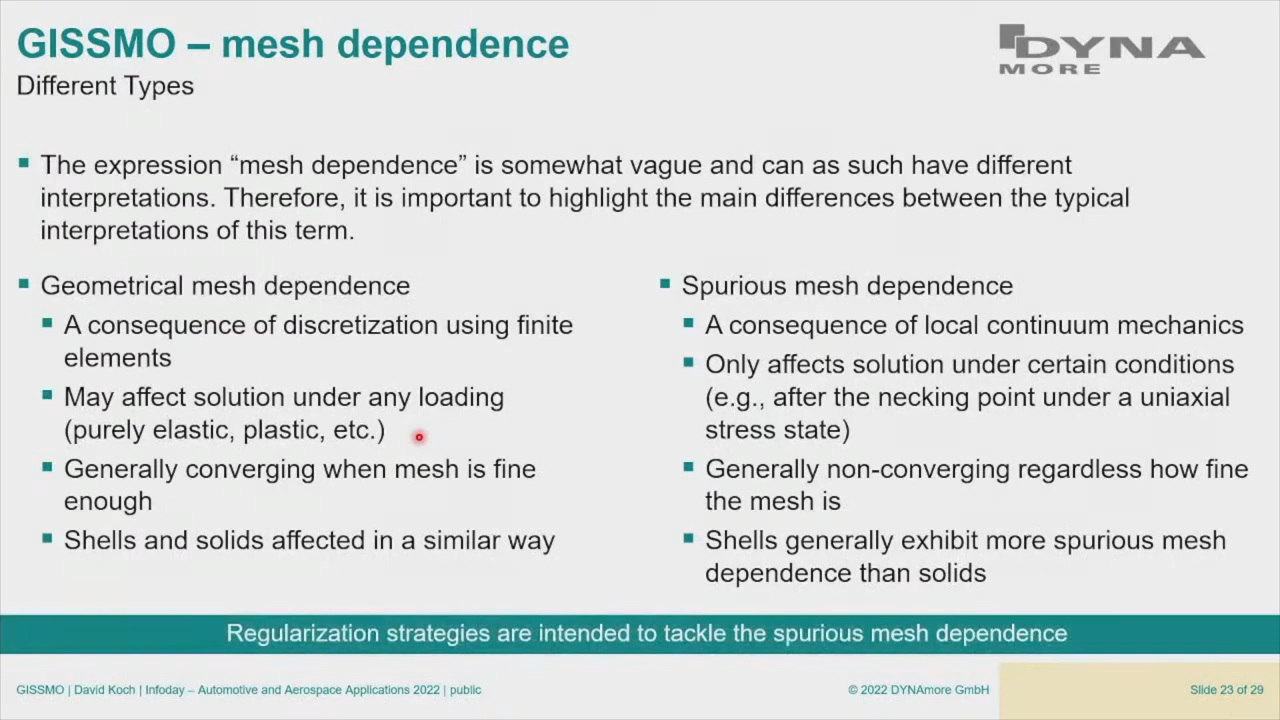 GISSMO – mesh dependence
Different Types
DYNA
MORE
▪ The expression “mesh dependence” is somewhat vague and can as such have different
interpretations. Therefore, it is important to highlight the main differences between the typical
interpretations of this term.
▪ Geometrical mesh dependence
▪ A consequence of discretization using finite
elements
▪ May affect solution under any loading
(purely elastic, plastic, etc.)
▪ Generally converging when mesh is fine
enough
▪ Shells and solids affected in a similar way
▪ Spurious mesh dependence
▪ A consequence of local continuum mechanics
▪ Only affects solution under certain conditions
(e.g., after the necking point under a uniaxial
stress state)
▪ Generally non-converging regardless how fine
the mesh is
▪ Shells generally exhibit more spurious mesh
dependence than solids
Regularization strategies are intended to tackle the spurious mesh dependence
GISSMO | David Koch | Infoday – Automotive and Aerospace Applications 2022 | public
© 2022 DYNAmore GmbH
Slide 23 of 29